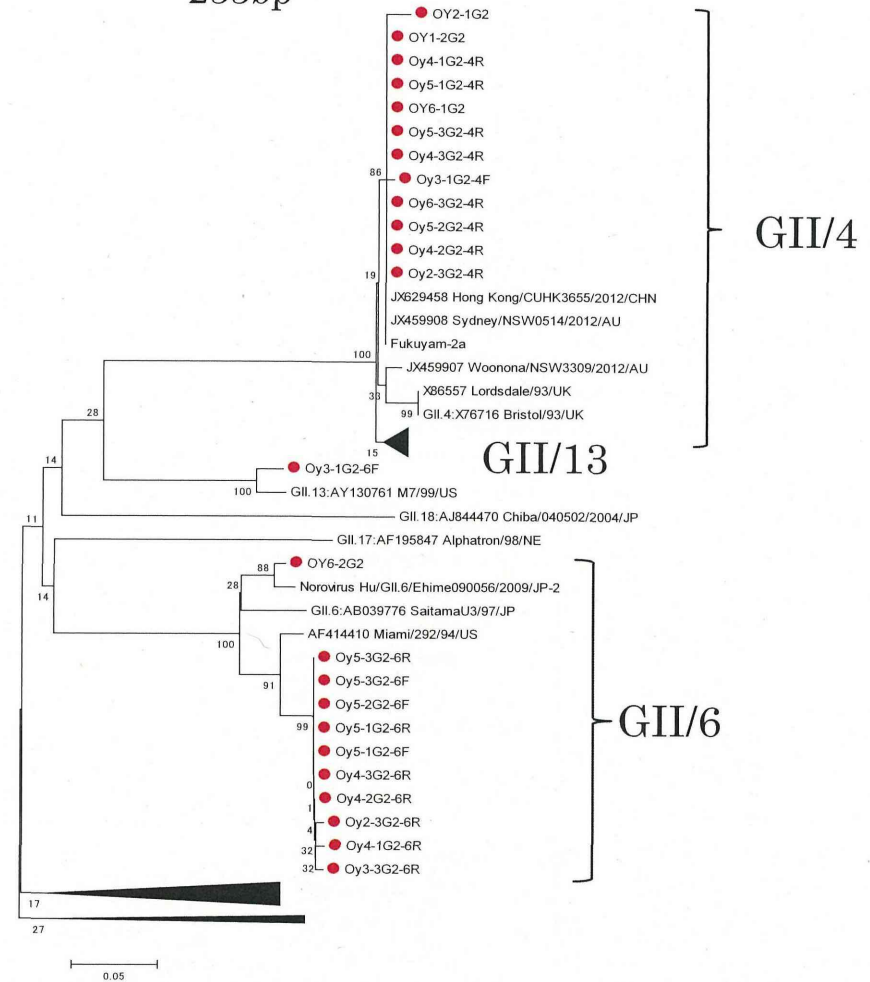 OY2-1G2
OY1-2G2
Oy4-1G2-4R
Oy5-1G2-4R
OY6-1G2
Oy5-3G2-4R
Oy4-3G2-4R
86
Oy3-1G2-4F
Oy6-3G2-4R
Oy5-2G2-4R
GII/4
Oy4-2G2-4R
19
Oy2-3G2-4R
JX629458 Hong Kong/CUHK3655/2012/CHN
JX459908 Sydney/NSW0514/2012/AU
Fukuyam-2a
100
JX459907 Woonona/NSW3309/2012/AU
33
X86557 Lordsdale/93/UK
99
GII.4:X76716 Bristol/93/UK
28
15
GII/13
14
Oy3-1G2-6F
100
GII.13:AY130761 M7/99/US
GII.18:AJ844470 Chiba/040502/2004/JP
11
GII.17:AF195847 Alphatron/98/NE
88
OY6-2G2
28
Norovirus Hu/GII.6/Ehime090056/2009/JP-2
14
GII.6:AB039776 SaitamaU3/97/JP
100
AF414410 Miami/292/94/US
91
Oy5-3G2-6R
Oy5-3G2-6F
Oy5-2G2-6F
99
Oy5-1G2-6R
GII/6
Oy5-1G2-6F
Oy4-3G2-6R
0
Oy4-2G2-6R
1
Oy2-3G2-6R
4
Oy4-1G2-6R
32
Oy3-3G2-6R
32
17
27
0.05